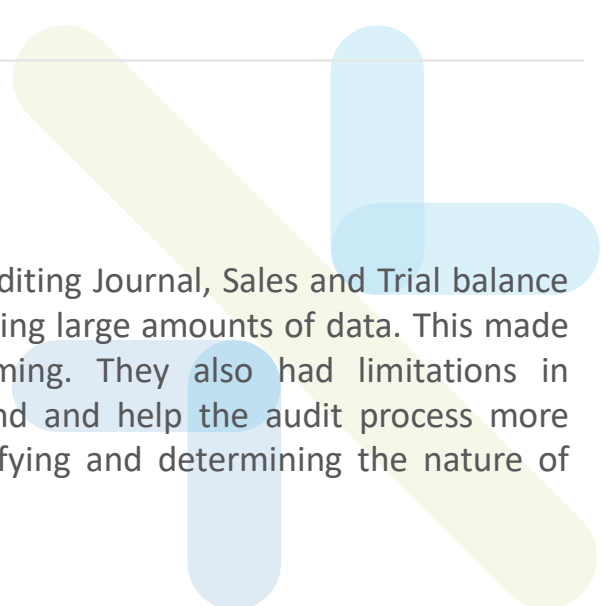 diting Journal, Sales and Trial balance
ing large amounts of data. This made
ming. They also had limitations in
nd and help the audit process more
fying and determining the nature of